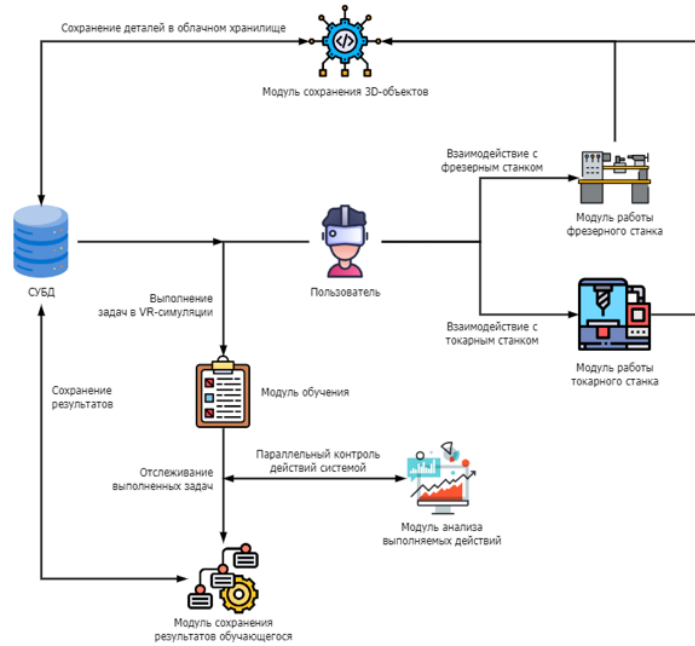 Сохранение деталей в облачном хранилище
Модуль сохранения 3D-объектов
Взаимодействие с
фрезерным станком
Модуль работы
фрезерного станка
СУБД
Пользователь
Выполнение
задач в VR-симуляции
Взаимодействие с
токарным станком
Модуль работы
токарного станка
Сохранение
результатов
Модуль обучения
Отслеживание
выполненных задач
Параллельный контроль
действий системой
Модуль анализа
выполняемых действий
Модуль сохранения
результатов обучающегося